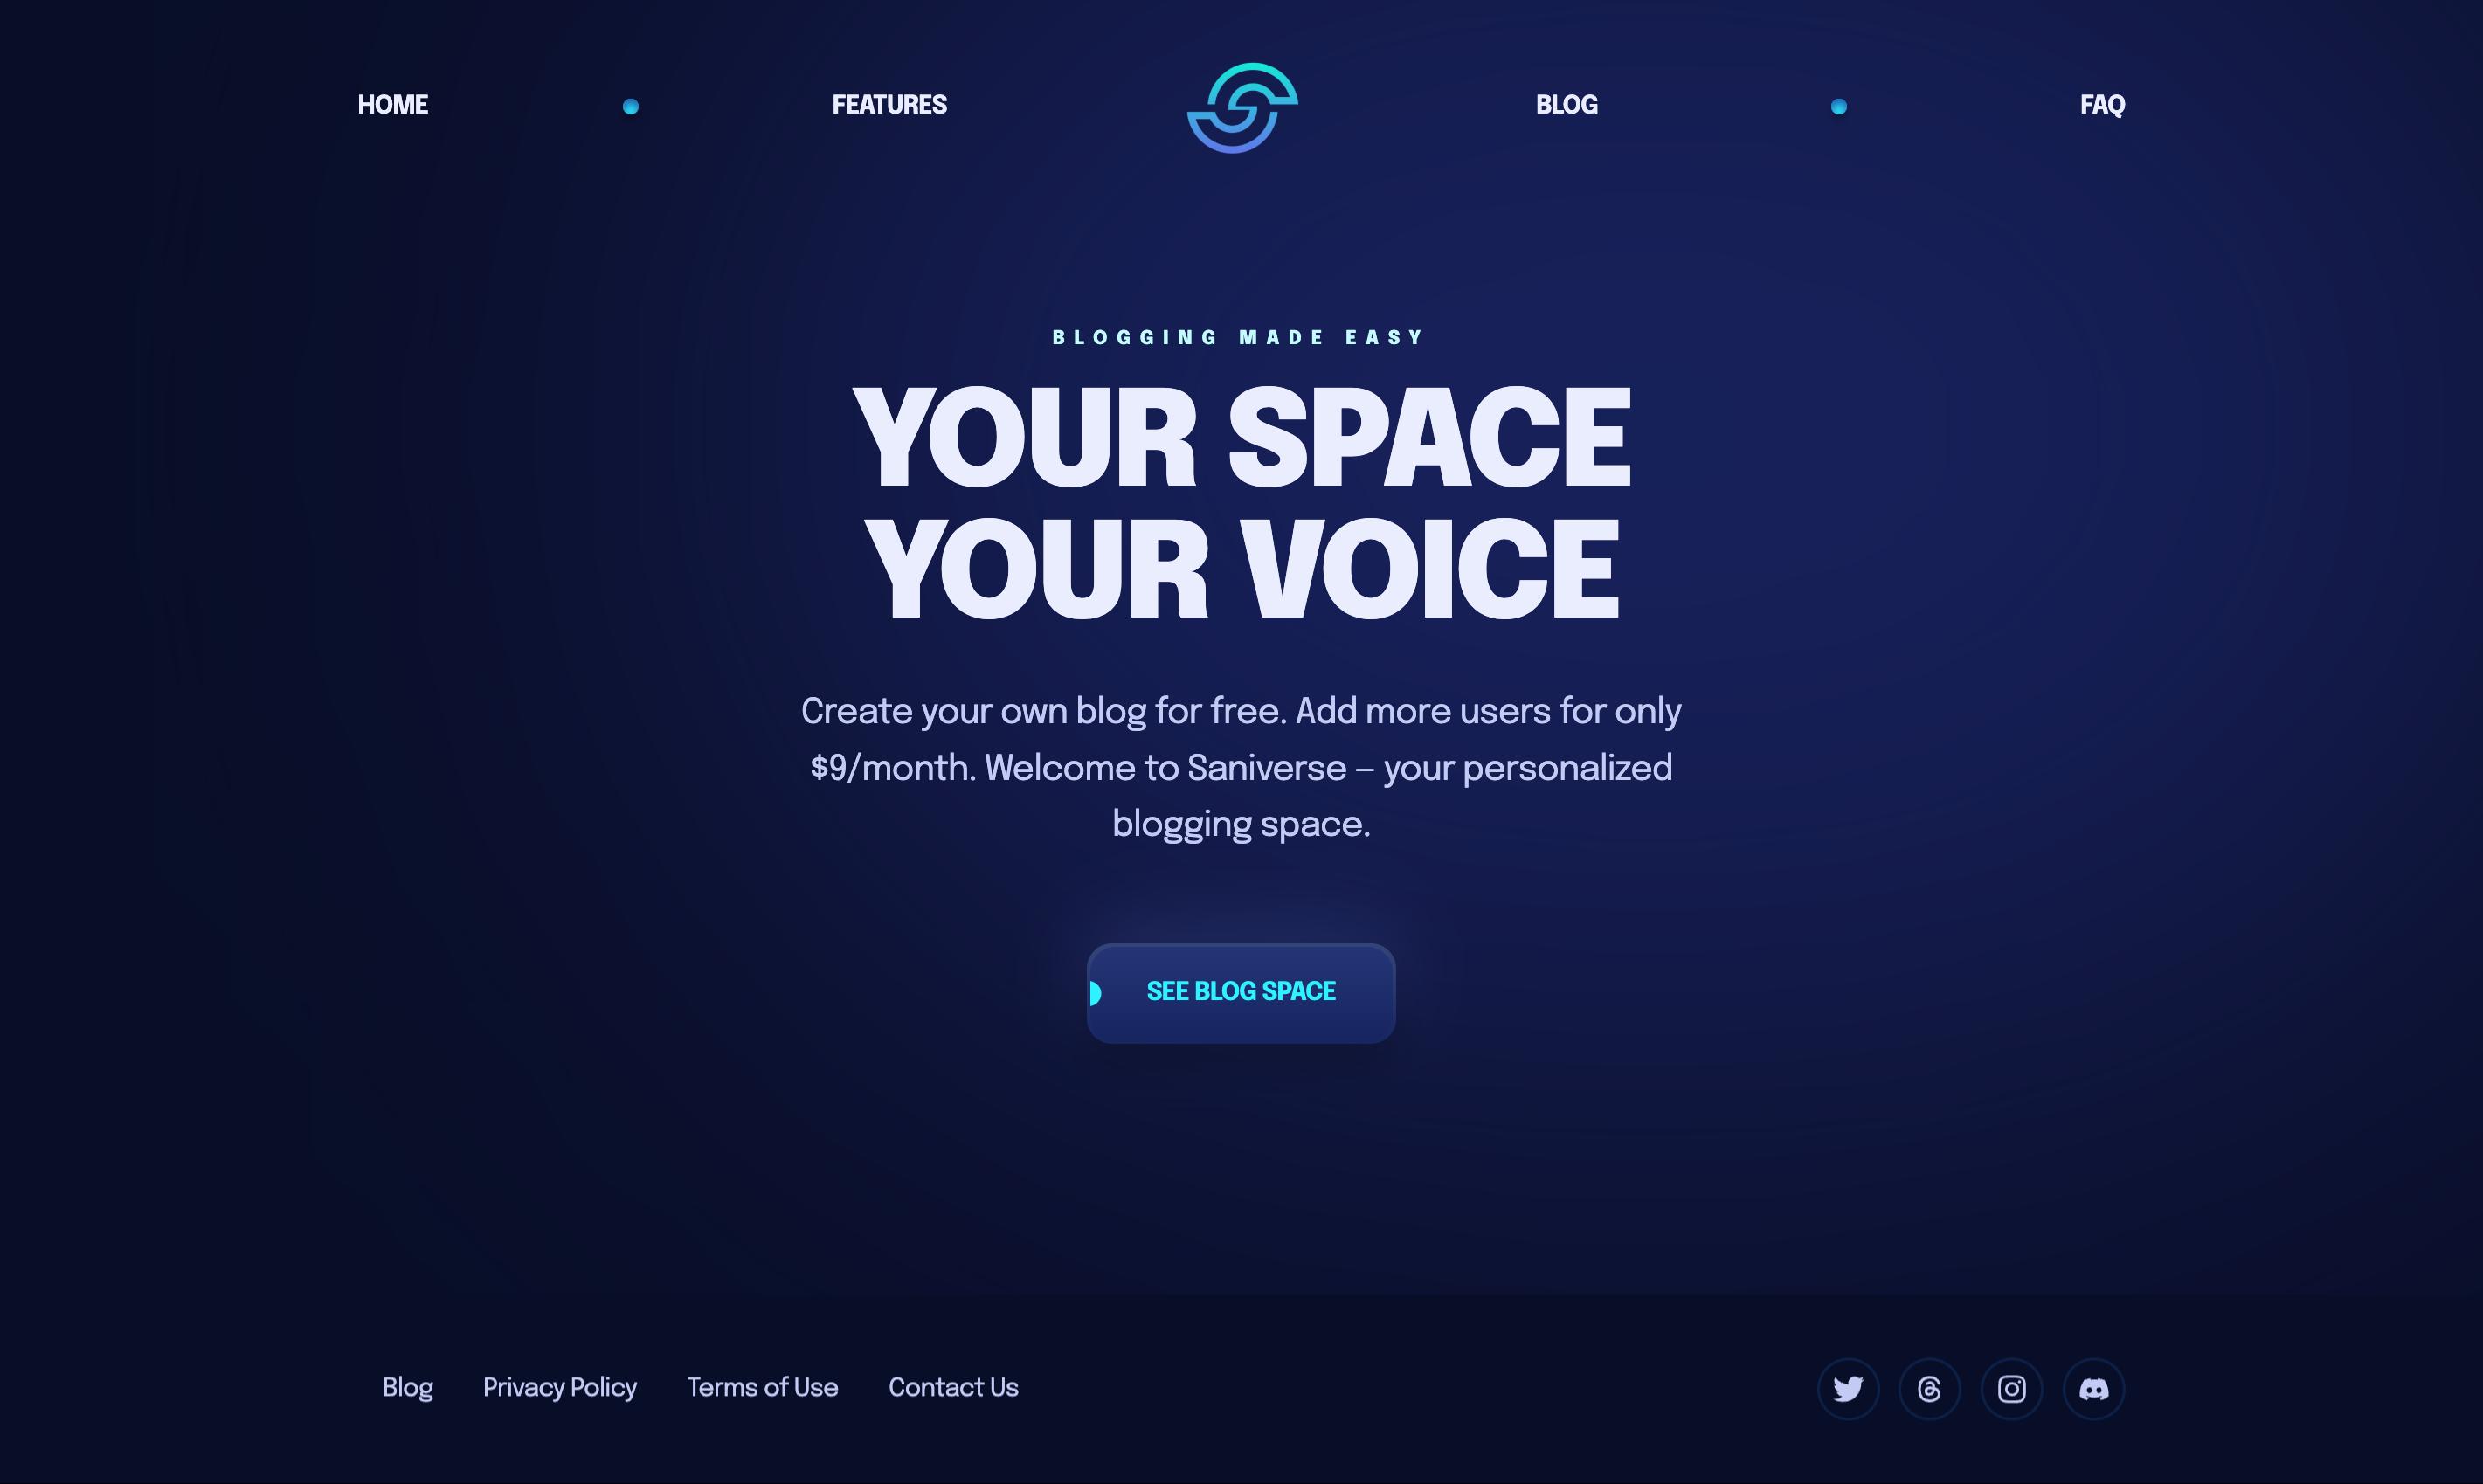 HOME
FEATURES
BLOG
FAQ
BLOGGING MADE EASY
YOUR SPACE
YOUR VOICE
Create your own blog for free. Add more users for only
$9/month. Welcome to Saniverse – your personalized
blogging space.
SEE BLOG SPACE
Blog
Privacy Policy
Terms of Use
Contact Us